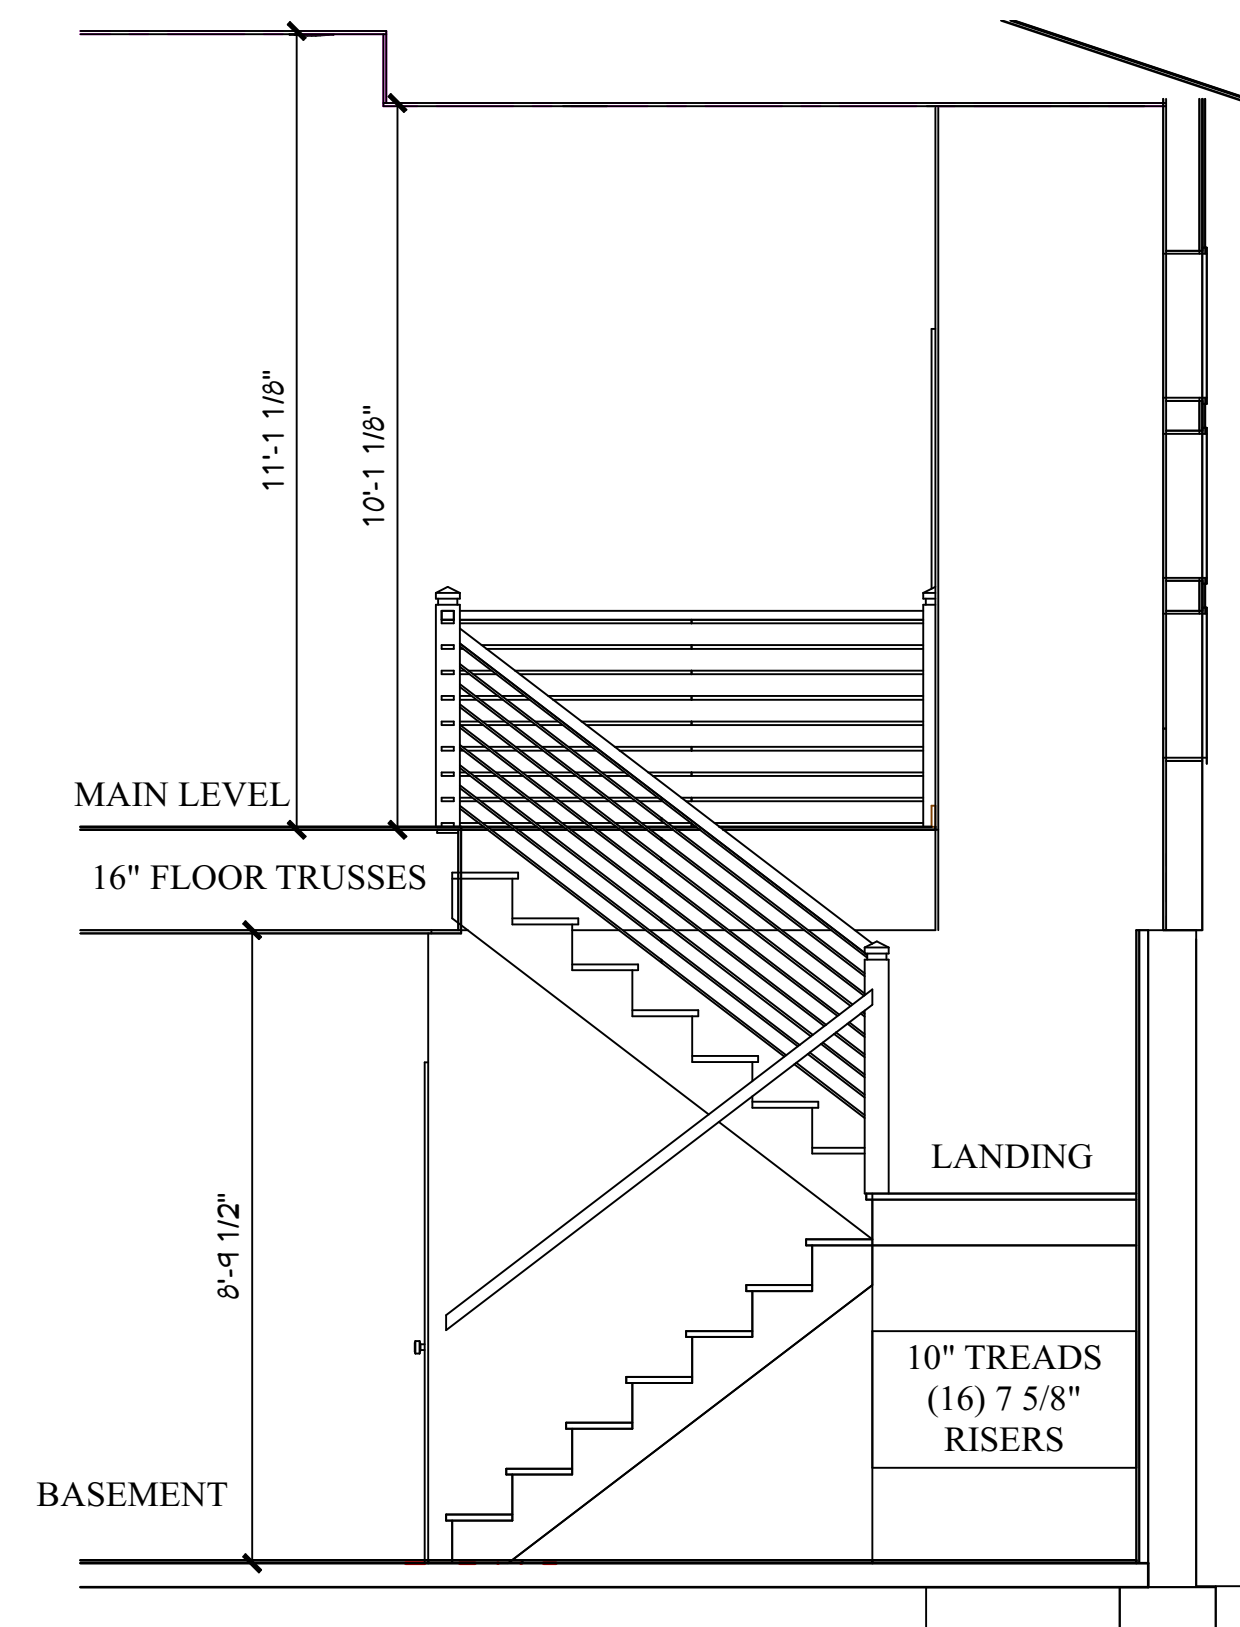 11'-1 1/8"
10'-1 1/8"
MAIN LEVEL
16" FLOOR TRUSSES
LANDING
8'-9 1/2"
10" TREADS
(16) 7 5/8"
RISERS
BASEMENT